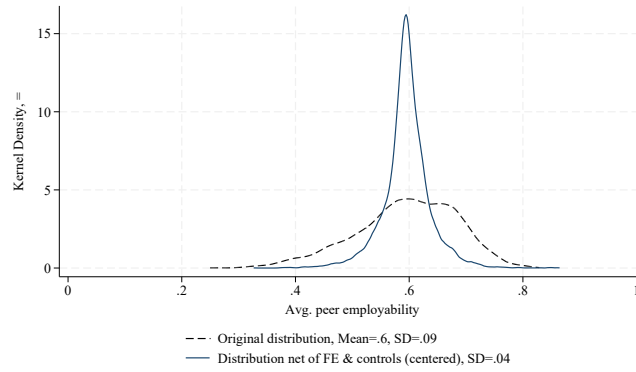 15
10
5
0
Kernel Density, =
0
.2
.4
.6
.8
1
Avg. peer employability
Original distribution, Mean=.6, SD=.09
Distribution net of FE & controls (centered), SD=.04